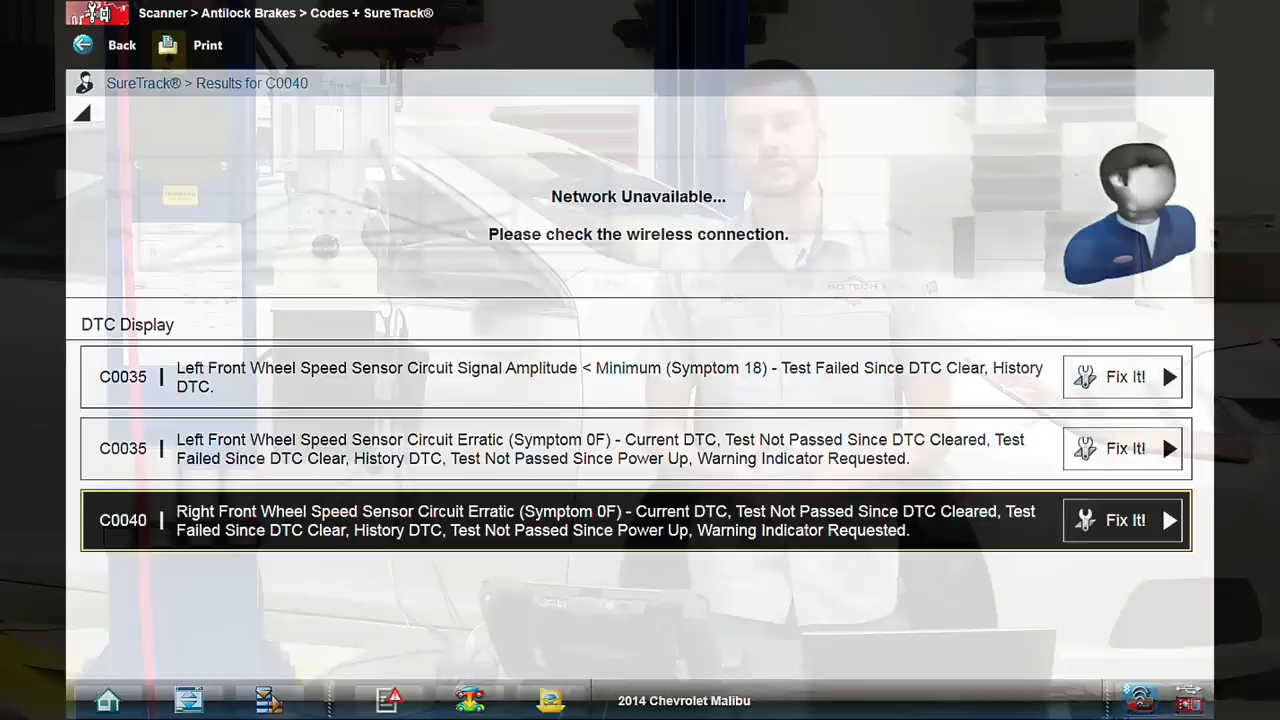 Scanner > Antilock Brakes > Codes + SureTrack®
Back
Print
SureTrack® > Results for C0040
Network Unavailable...
Please check the wireless connection.
DTC Display
C0035
Left Front Wheel Speed Sensor Circuit Signal Amplitude < Minimum (Symptom 18) - Test Failed Since DTC Clear, History
DTC.
Fix It!
C0035
Left Front Wheel Speed Sensor Circuit Erratic (Symptom 0F) - Current DTC, Test Not Passed Since DTC Cleared, Test
Failed Since DTC Clear, History DTC, Test Not Passed Since Power Up, Warning Indicator Requested.
Fix It!
C0040
Right Front Wheel Speed Sensor Circuit Erratic (Symptom 0F) - Current DTC, Test Not Passed Since DTC Cleared, Test
Failed Since DTC Clear, History DTC, Test Not Passed Since Power Up, Warning Indicator Requested.
Fix It!
2014 Chevrolet Malibu